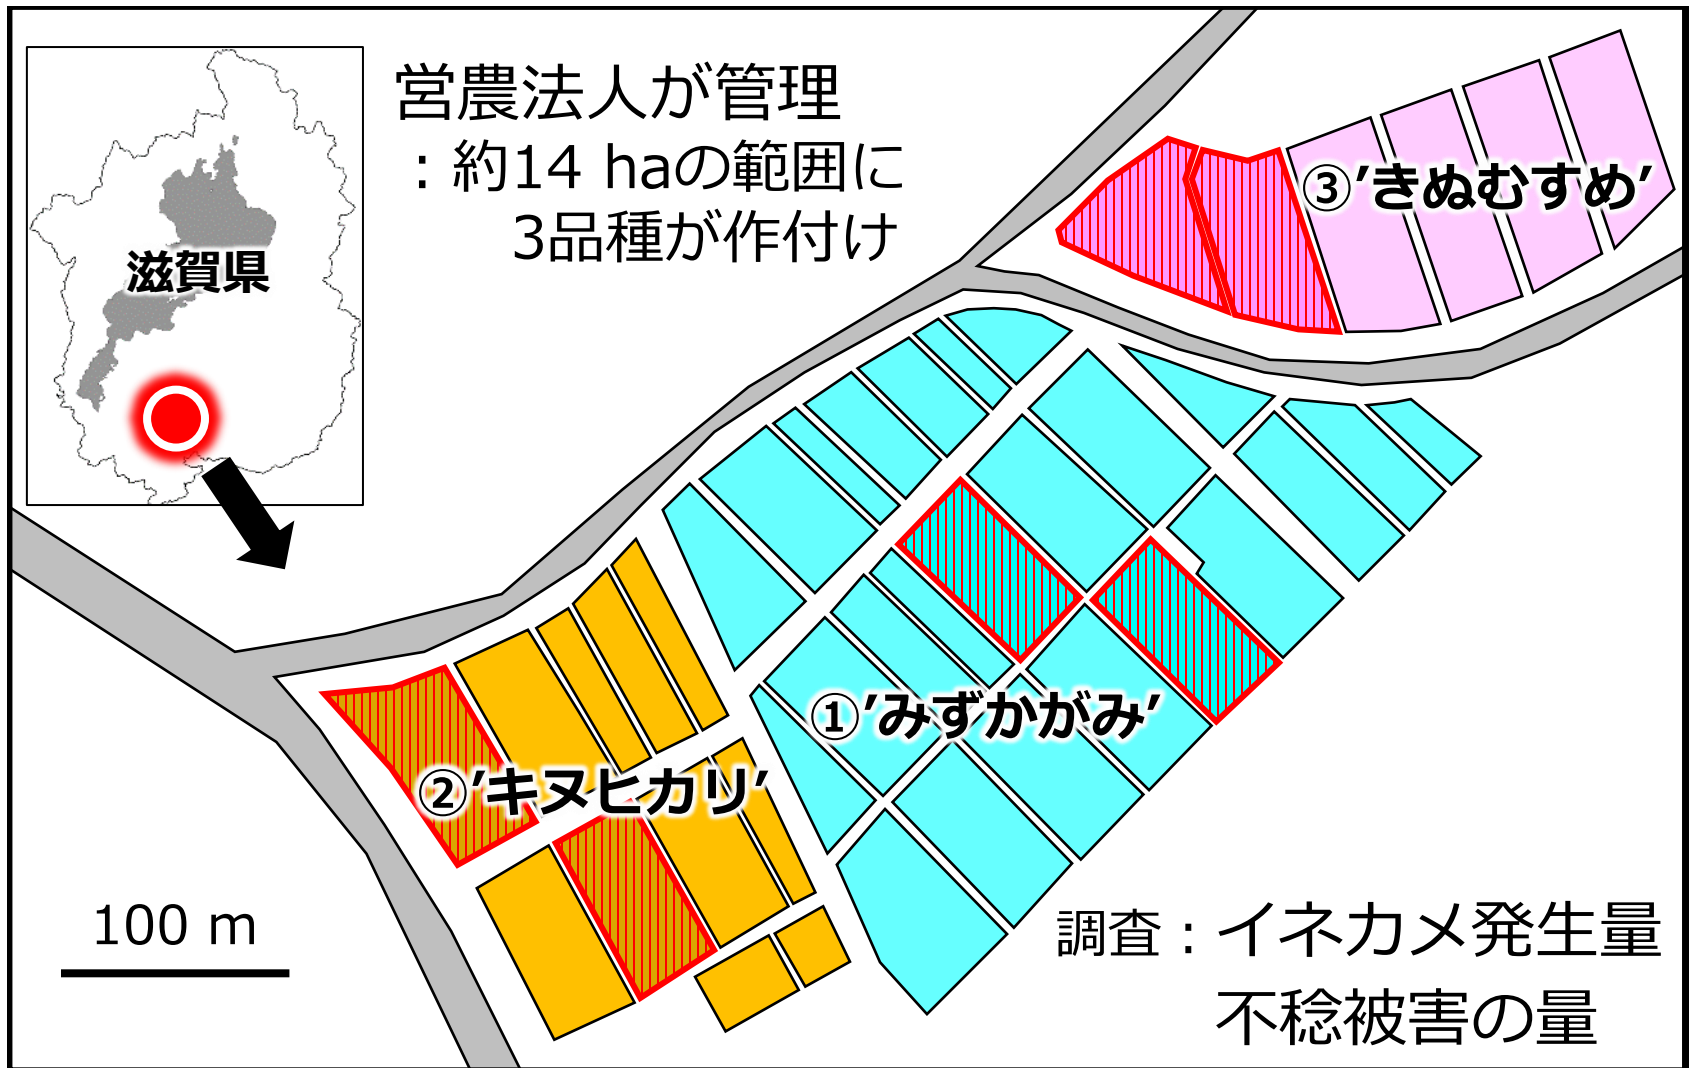 営農法人が管理
：約14 haの範囲に
3品種が作付け
滋賀県
③’きぬむすめ’
①’みずかがみ’
②’キヌヒカリ’
100 m
調査：イネカメ発生量
不稔被害の量